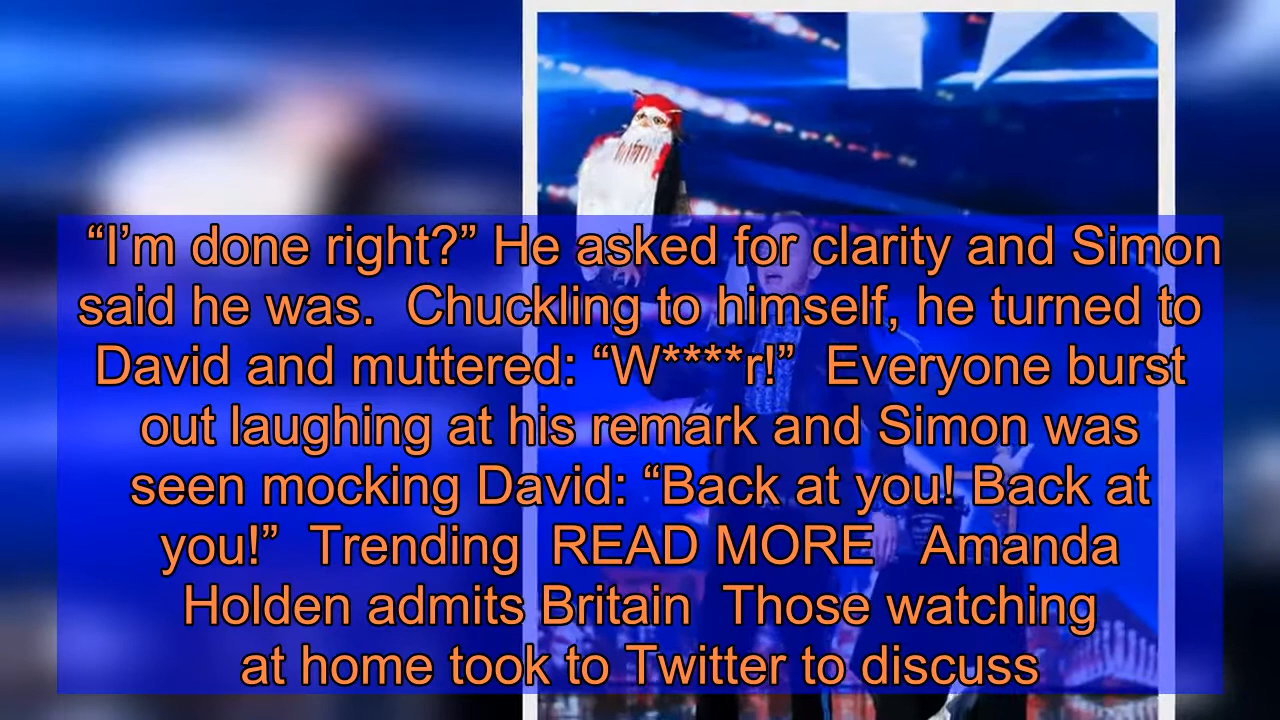 “I’m done right?” He asked for clarity and Simon
said he was.  Chuckling to himself, he turned to
David and muttered: “W****r!”  Everyone burst
out laughing at his remark and Simon was
seen mocking David: “Back at you! Back at
you!”  Trending  READ MORE   Amanda
Holden admits Britain  Those watching
at home took to Twitter to discuss